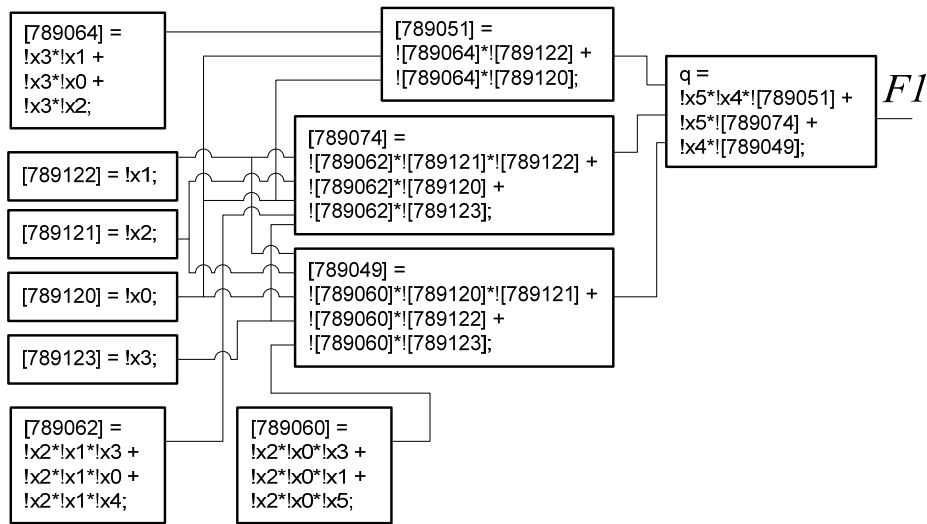 [789064] =
!x3*!x1 +
!x3*!x0 +
!x3*!x2;
[789051] =
![789064]*![789122] +
![789064]*![789120];
q =
!x5*!x4*![789051] +
!x5*![789074] +
!x4*![789049];
F1
[789122] = !x1;
[789121] = !x2;
[789120] = !x0;
[789123] = !x3;
[789074] =
![789062]*![789121]*![789122] +
![789062]*![789120] +
![789062]*![789123];
[789049] =
![789060]*![789120]*![789121] +
![789060]*![789122] +
![789060]*![789123];
[789062] =
!x2*!x1*!x3 +
!x2*!x1*!x0 +
!x2*!x1*!x4;
[789060] =
!x2*!x0*!x3 +
!x2*!x0*!x1 +
!x2*!x0*!x5;